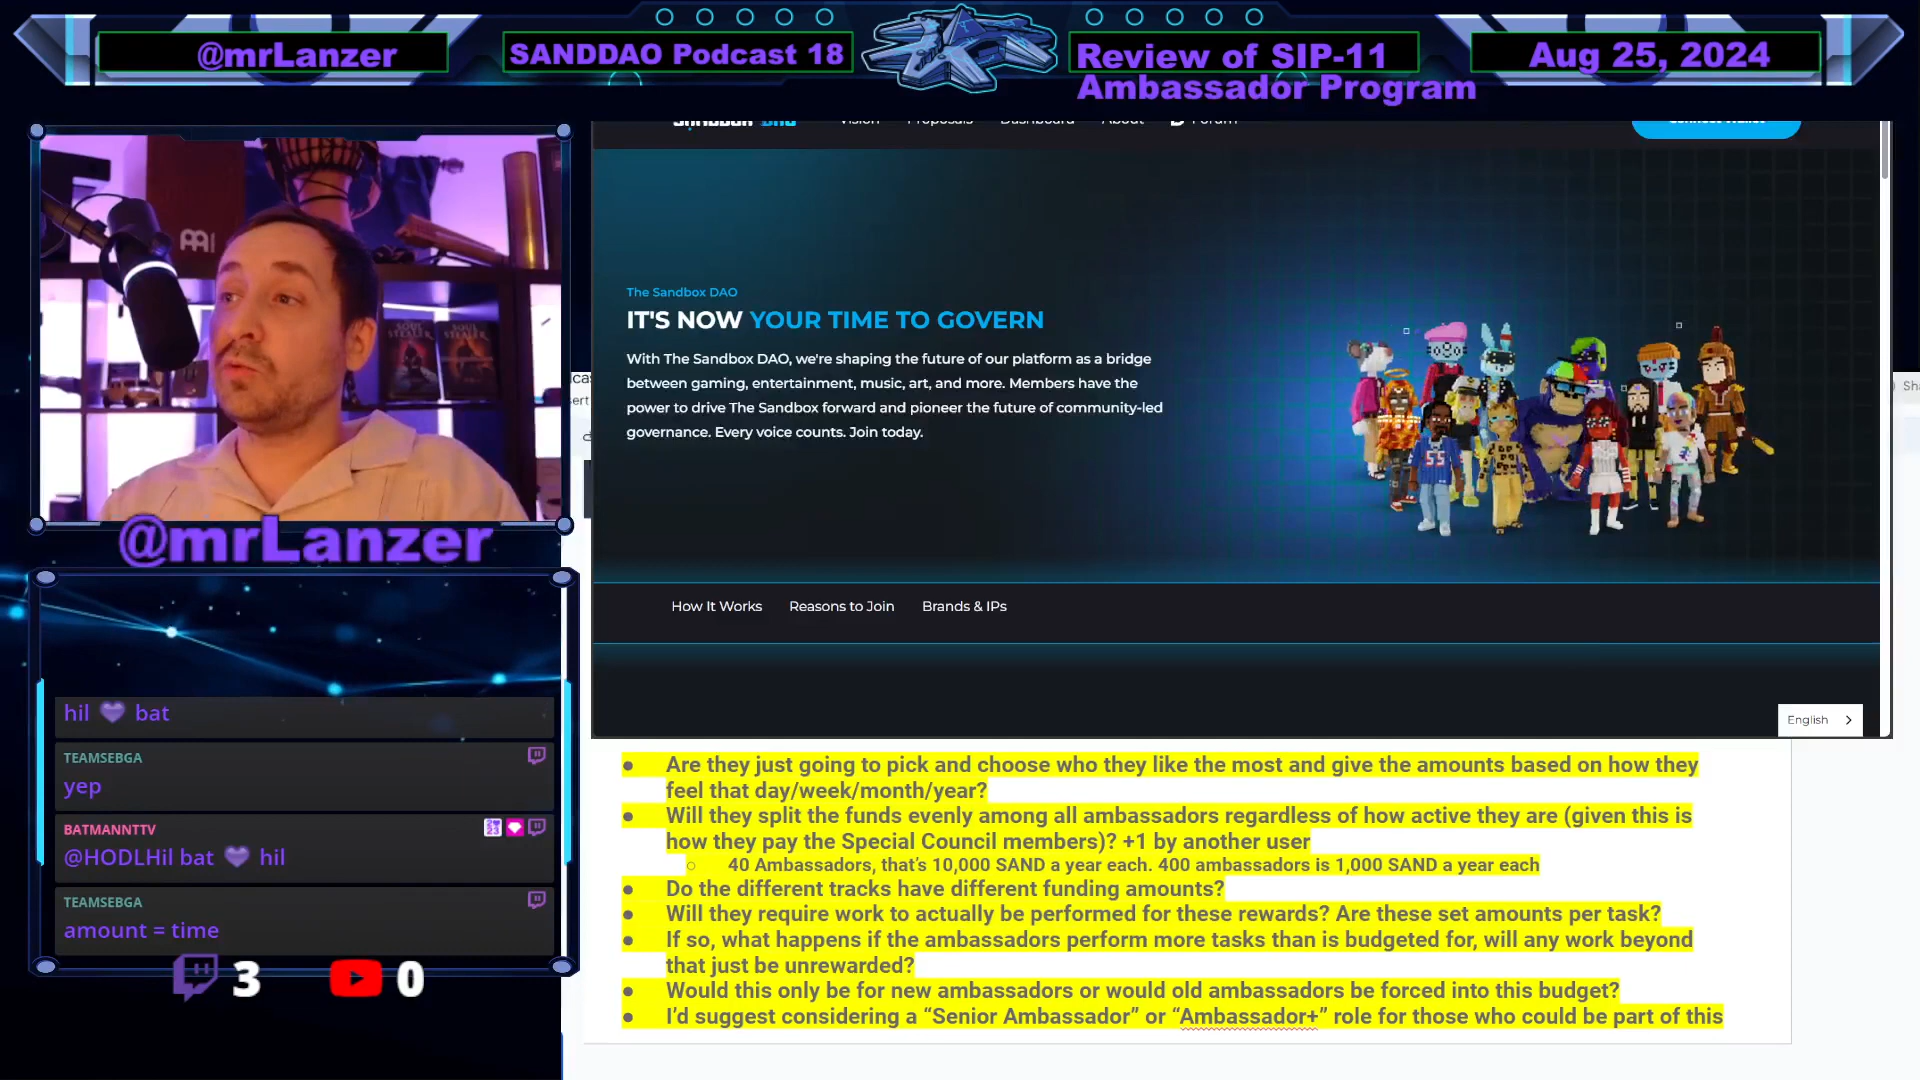 @mrLanzer
SANDDAO Podcast 18
Review of SIP-11
Ambassador Program
Aug 25, 2024
Vision Proposals Dashboard About Forum
Connect Wallet
The Sandbox DAO
IT'S NOW YOUR TIME TO GOVERN
With The Sandbox DAO, we're shaping the future of our platform as a bridge
between gaming, entertainment, music, art, and more. Members have the
power to drive The Sandbox forward and pioneer the future of community-led
governance. Every voice counts. Join today.
55
SOUL STEALER
SOUL STEALER
@mrLanzer
How It Works Reasons to Join Brands & IPs
English
hil 💜 bat
TEAMSEBGA
yep
BATMANNTTV
@HODLHil bat 💜 hil
TEAMSEBGA
amount = time
3 0
● Are they just going to pick and choose who they like the most and give the amounts based on how they
feel that day/week/month/year?
● Will they split the funds evenly among all ambassadors regardless of how active they are (given this is
how they pay the Special Council members)? +1 by another user
○ 40 Ambassadors, that's 10,000 SAND a year each. 400 ambassadors is 1,000 SAND a year each
● Do the different tracks have different funding amounts?
● Will they require work to actually be performed for these rewards? Are these set amounts per task?
● If so, what happens if the ambassadors perform more tasks than is budgeted for, will any work beyond
that just be unrewarded?
● Would this only be for new ambassadors or would old ambassadors be forced into this budget?
● I'd suggest considering a “Senior Ambassador” or “Ambassador+” role for those who could be part of this